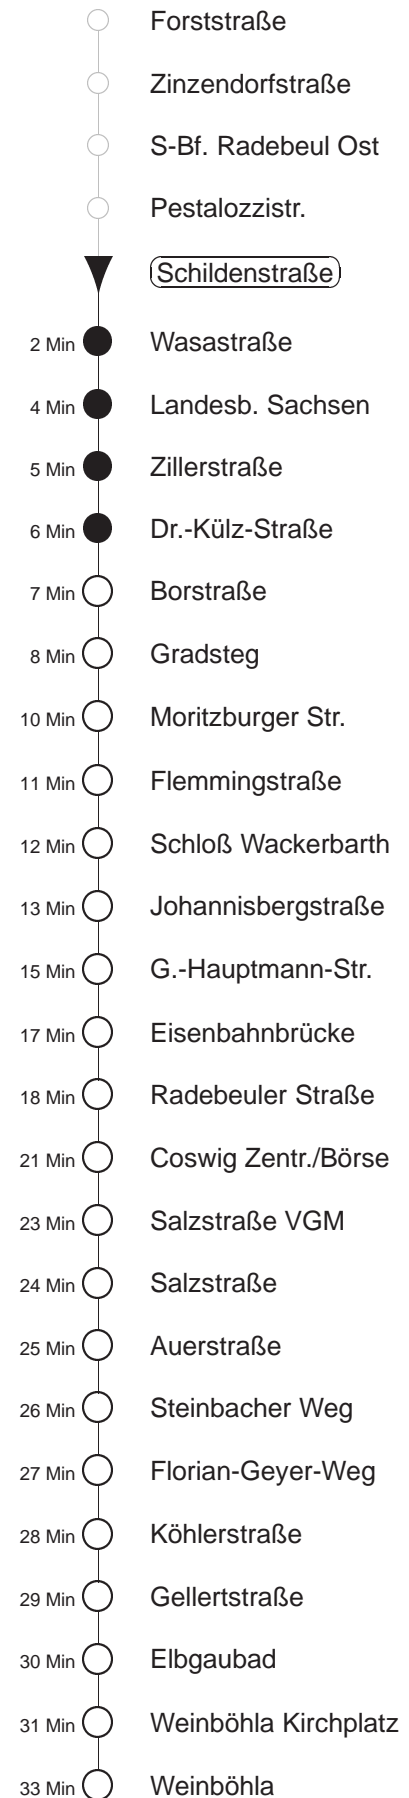 Forststraße
Zinzendorfstraße
S-Bf. Radebeul Ost
Pestalozzistr.
Schildenstraße
2 Min Wasastraße
4 Min Landesb. Sachsen
5 Min Zillerstraße
6 Min Dr.-Külz-Straße
7 Min Borstraße
8 Min Gradsteg
10 Min Moritzburger Str.
11 Min Flemmingstraße
12 Min Schloß Wackerbarth
13 Min Johannisbergstraße
15 Min G.-Hauptmann-Str.
17 Min Eisenbahnbrücke
18 Min Radebeuler Straße
21 Min Coswig Zentr./Börse
23 Min Salzstraße VGM
24 Min Salzstraße
25 Min Auerstraße
26 Min Steinbacher Weg
27 Min Florian-Geyer-Weg
28 Min Köhlerstraße
29 Min Gellertstraße
30 Min Elbgaubad
31 Min Weinböhla Kirchplatz
33 Min Weinböhla